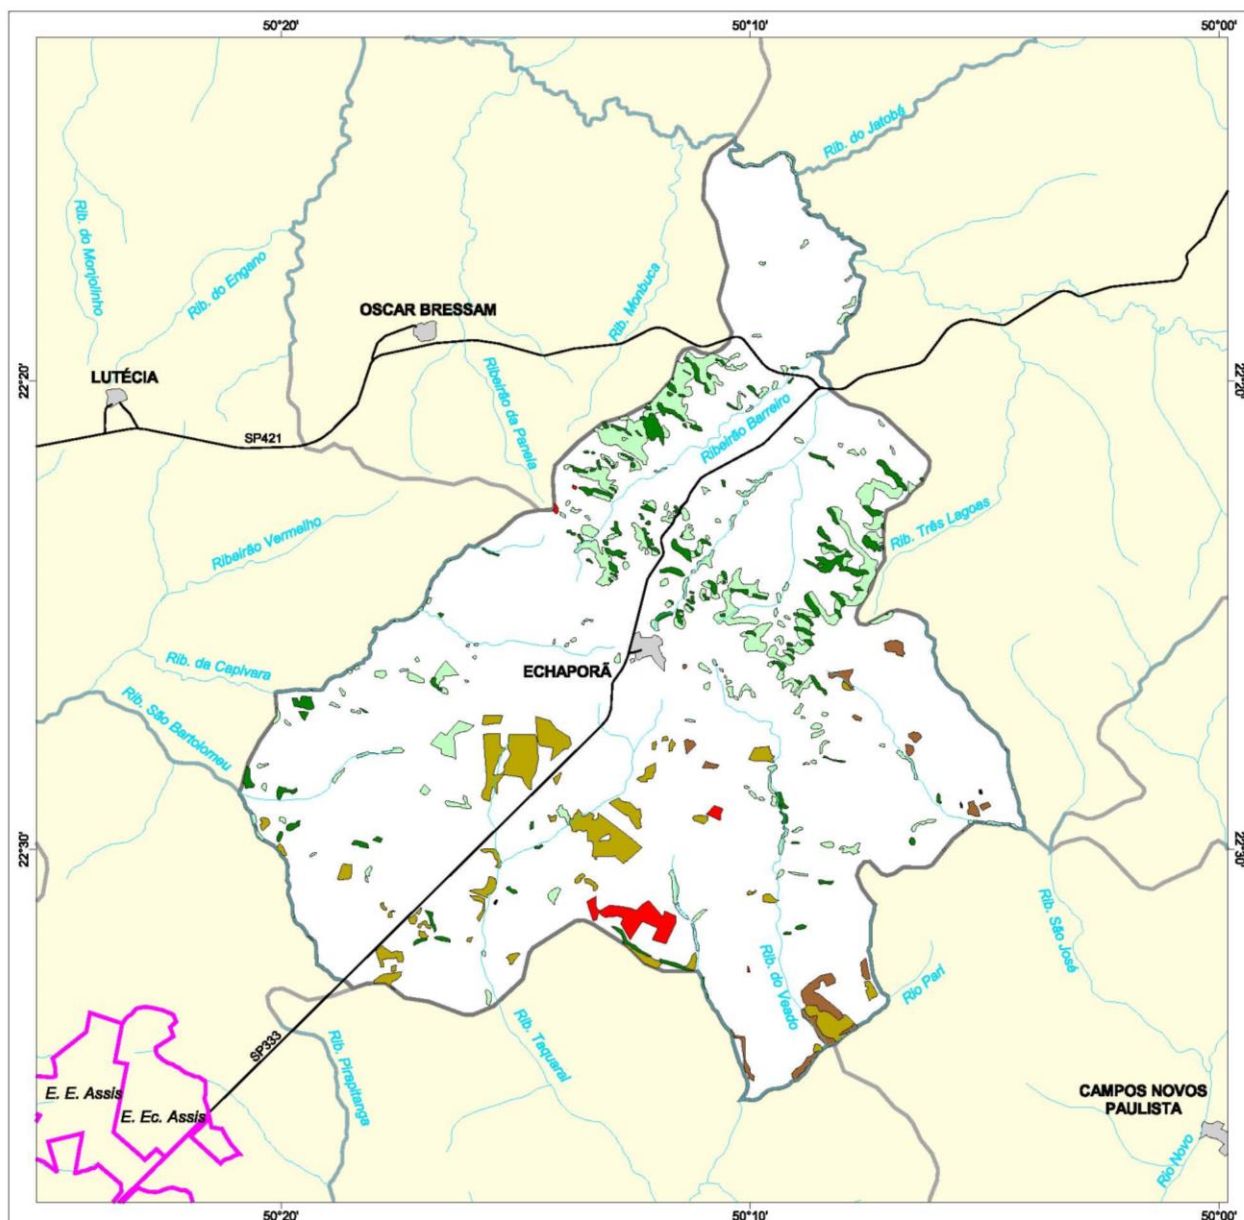 50°20'
50°10'
50°00'
Rib. do Jatobá
Rib. do Monjolinho
Rib. do Engano
Rib. Monbuca
OSCAR BRESSAM
22°20'
LUTÉCIA
22°20'
Ribeirão da Panela
Ribeirão Barreiro
SP421
Ribeirão Vermelho
Rib. Três Lagoas
ECHAPORÃ
Rib. da Capivara
Rib. São Bartolomeu
22°30'
22°30'
Rib. São José
Rib. do Veado
Rio Pari
Rib. Taquaral
SP333
Rib. Pirapitanga
E. E. Assis
E. Ec. Assis
CAMPOS NOVOS
PAULISTA
Rio Novo
50°20'
50°10'
50°00'